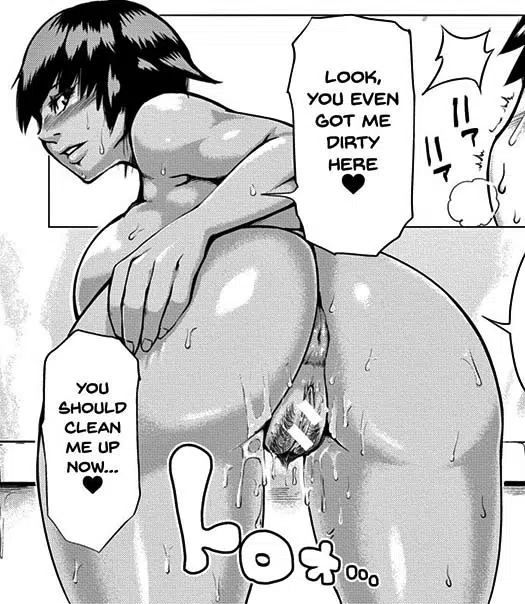 LOOK,
YOU EVEN
GOT ME
DIRTY
HERE
♥
ハァ
ハァ
YOU
SHOULD
CLEAN
ME UP
NOW...
♥
トロォ...